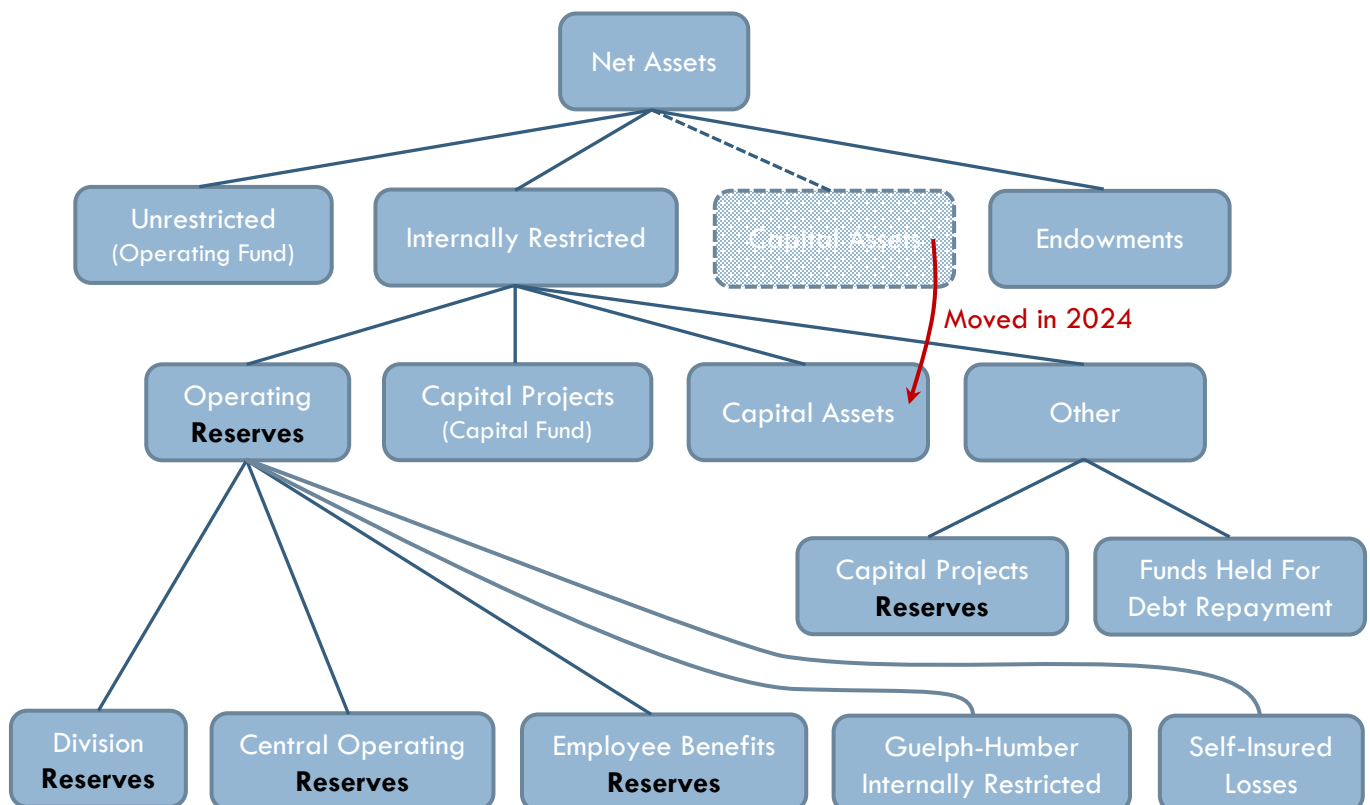 Net Assets
Unrestricted
(Operating Fund)
Internally Restricted
Capital Assets
Endowments
Moved in 2024
Operating
Reserves
Capital Projects
(Capital Fund)
Capital Assets
Other
Capital Projects
Reserves
Funds Held For
Debt Repayment
Division
Reserves
Central Operating
Reserves
Employee Benefits
Reserves
Guelph-Humber
Internally Restricted
Self-Insured
Losses